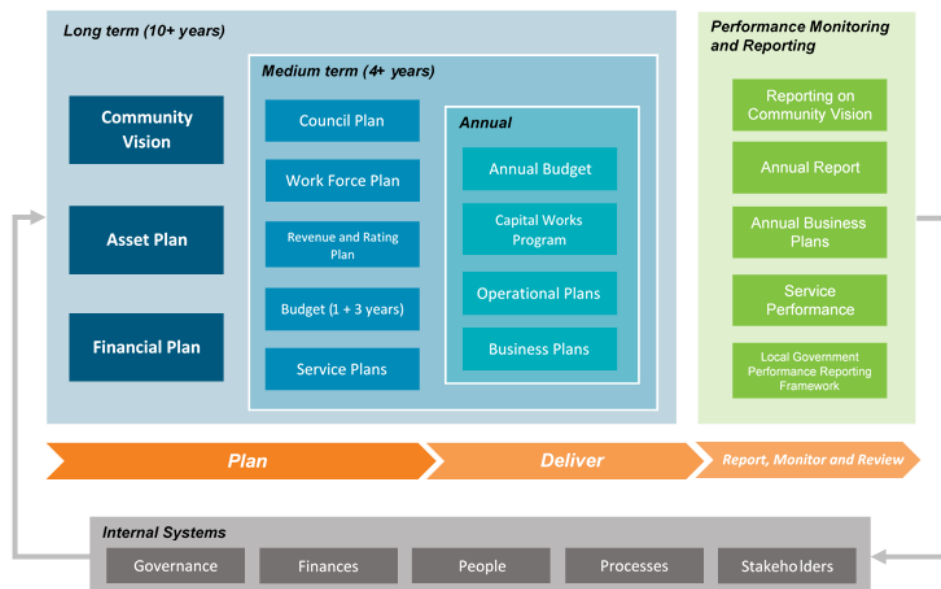 Long term (10+ years)
Community
Vision
Asset Plan
Financial Plan
Medium term (4+ years)
Council Plan
Work Force Plan
Revenue and Rating
Plan
Budget (1 + 3 years)
Service Plans
Annual
Annual Budget
Capital Works
Program
Operational Plans
Business Plans
Performance Monitoring
and Reporting
Reporting on
Community Vision
Annual Report
Annual Business
Plans
Service
Performance
Local Government
Performance Reporting
Framework
Plan
Deliver
Report, Monitor and Review
Internal Systems
Governance
Finances
People
Processes
Stakeholders